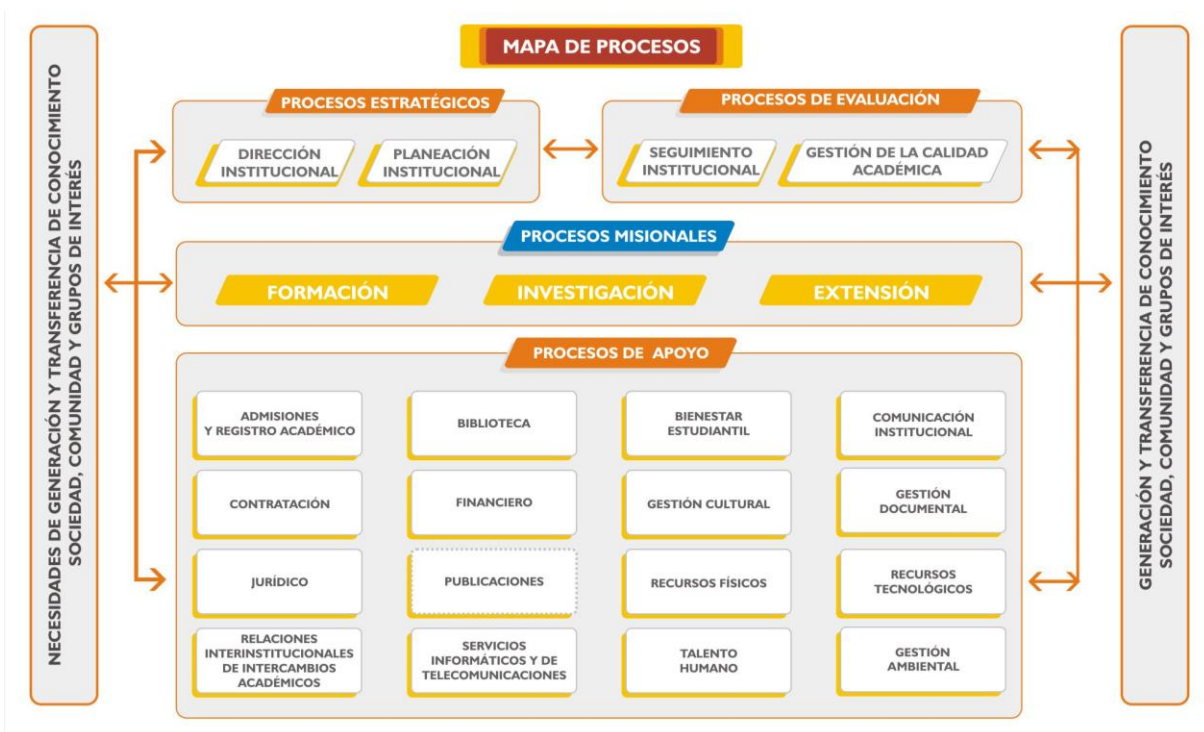 MAPA DE PROCESOS
NECESIDADES DE GENERACIÓN Y TRANSFERENCIA DE CONOCIMIENTO
SOCIEDAD, COMUNIDAD Y GRUPOS DE INTERÉS
PROCESOS ESTRATÉGICOS
DIRECCIÓN
INSTITUCIONAL
PLANEACIÓN
INSTITUCIONAL
PROCESOS DE EVALUACIÓN
SEGUIMIENTO
INSTITUCIONAL
GESTIÓN DE LA CALIDAD
ACADÉMICA
PROCESOS MISIONALES
FORMACIÓN
INVESTIGACIÓN
EXTENSIÓN
PROCESOS DE APOYO
ADMISIONES
Y REGISTRO ACADÉMICO
BIBLIOTECA
BIENESTAR
ESTUDIANTIL
COMUNICACIÓN
INSTITUCIONAL
CONTRATACIÓN
FINANCIERO
GESTIÓN CULTURAL
GESTIÓN
DOCUMENTAL
JURÍDICO
PUBLICACIONES
RECURSOS FÍSICOS
RECURSOS
TECNOLÓGICOS
RELACIONES
INTERINSTITUCIONALES
DE INTERCAMBIOS
ACADÉMICOS
SERVICIOS
INFORMÁTICOS Y DE
TELECOMUNICACIONES
TALENTO
HUMANO
GESTIÓN
AMBIENTAL
GENERACIÓN Y TRANSFERENCIA DE CONOCIMIENTO
SOCIEDAD, COMUNIDAD Y GRUPOS DE INTERÉS